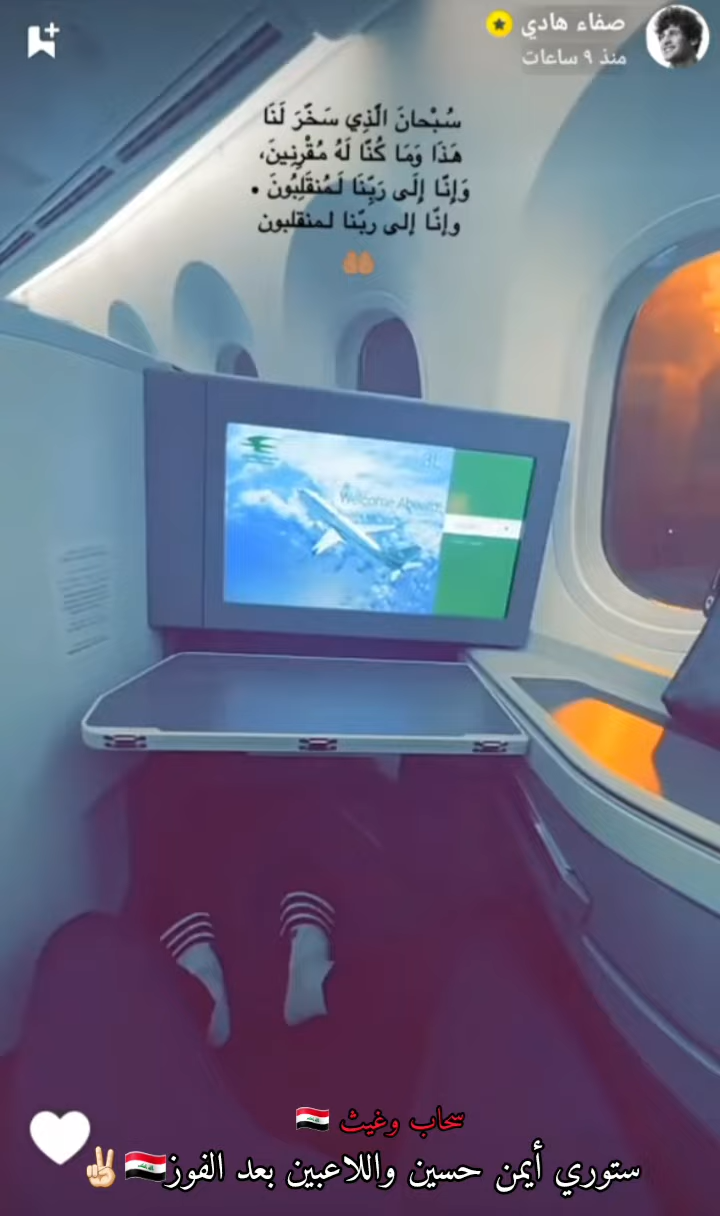 صفاء هادي
منذ ٩ ساعات
سُبْحانَ الَّذِي سَخَّرَ لَنَا
هَذَا وَمَا كُنَّا لَهُ مُقْرِنِينَ،
وَإِنَّا إِلَى رَبِّنَا لَمُنقَلِبُونَ .
وإنّا إلى ربّنا لمنقلبون
Welcome Aboard
سحاب وغيث 🇮🇶
ستوري أيمن حسين واللاعبين بعد الفوز🇮🇶✌🏻